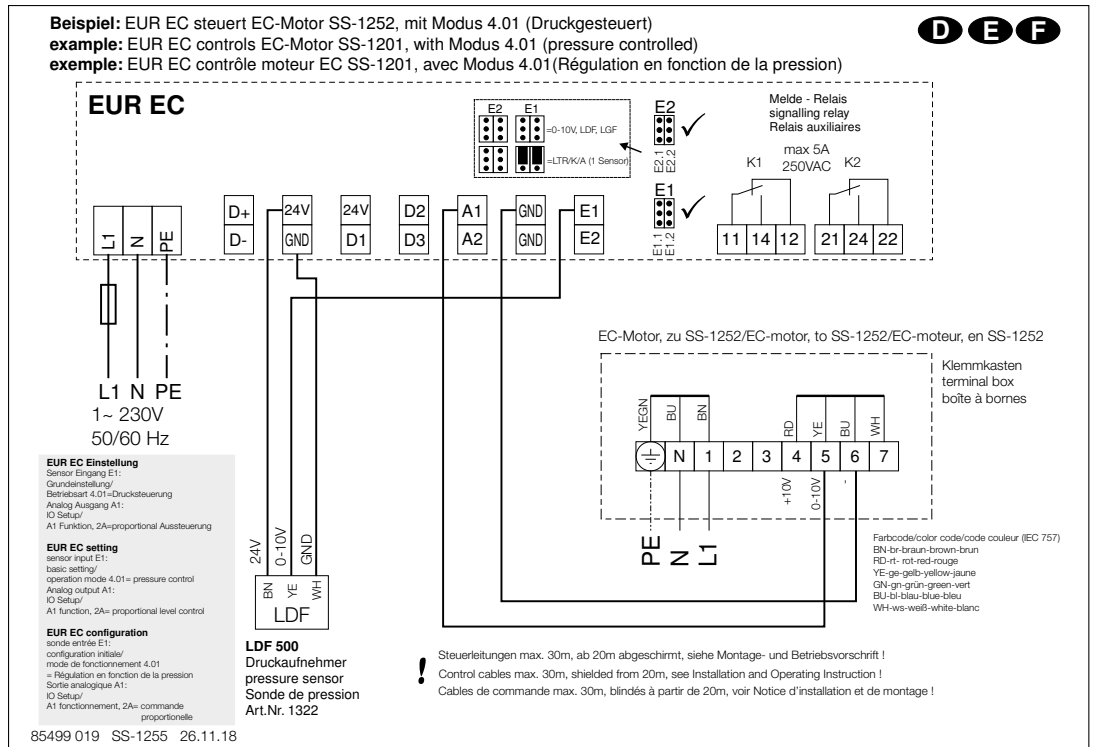 Beispiel: EUR EC steuert EC-Motor SS-1252, mit Modus 4.01 (Druckgesteuert)
example: EUR EC controls EC-Motor SS-1201, with Modus 4.01 (pressure controlled)
exemple: EUR EC contrôle moteur EC SS-1201, avec Modus 4.01(Régulation en fonction de la pression)
D E F
EUR EC
E2 E1
=0-10V, LDF, LGF
=LTR/K/A (1 Sensor)
E2
E2.1
E2.2
E1
E1.1
E1.2
Melde - Relais
signalling relay
Relais auxiliaires
max 5A
250VAC
K1
K2
L1 N PE
D+ 24V 24V D2 A1 GND E1
D- GND D1 D3 A2 GND E2
11 14 12 21 24 22
L1 N PE
1~ 230V
50/60 Hz
EC-Motor, zu SS-1252/EC-motor, to SS-1252/EC-moteur, en SS-1252
Klemmkasten
terminal box
boîte à bornes
YEGN BU BN RD YE BU WH
N 1 2 3 4 5 6 7
+10V 0-10V -
PE N L1
Farbcode/color code/code couleur (IEC 757)
BN-br-braun-brown-brun
RD-rt- rot-red-rouge
YE-ge-gelb-yellow-jaune
GN-gn-grün-green-vert
BU-bl-blau-blue-bleu
WH-ws-weiß-white-blanc
EUR EC Einstellung
Sensor Eingang E1:
Grundeinstellung/
Betriebsart 4.01=Drucksteuerung
Analog Ausgang A1:
IO Setup/
A1 Funktion, 2A=proportional Aussteuerung
EUR EC setting
sensor input E1:
basic setting/
operation mode 4.01= pressure control
Analog output A1:
IO Setup/
A1 function, 2A= proportional level control
EUR EC configuration
sonde entrée E1:
configuration initiale/
mode de fonctionnement 4.01
= Régulation en fonction de la pression
Sortie analogique A1:
IO Setup/
A1 fonctionnement, 2A= commande
proportionelle
24V 0-10V GND
BN YE WH
LDF
LDF 500
Druckaufnehmer
pressure sensor
Sonde de pression
Art.Nr. 1322
! Steuerleitungen max. 30m, ab 20m abgeschirmt, siehe Montage- und Betriebsvorschrift !
Control cables max. 30m, shielded from 20m, see Installation and Operating Instruction !
Cables de commande max. 30m, blindés à partir de 20m, voir Notice d'installation et de montage !
85499 019 SS-1255 26.11.18